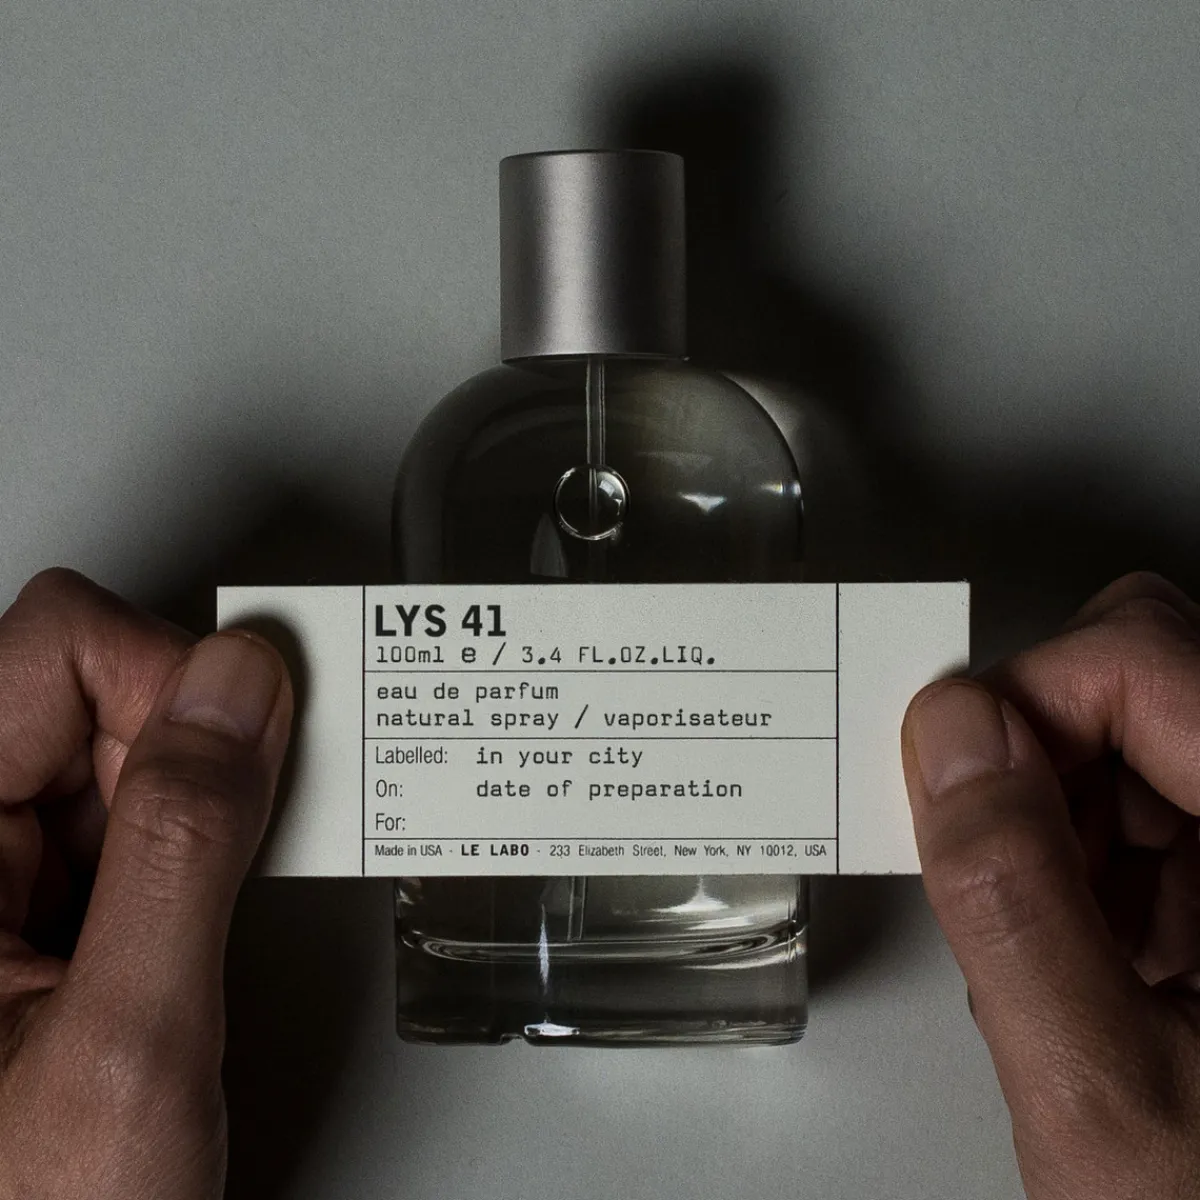 LYS 41
100ml e / 3.4 FL.OZ.LIQ.
eau de parfum
natural spray / vaporisateur
Labelled: in your city
On: date of preparation
For:
Made in USA - LE LABO - 233 Elizabeth Street, New York, NY 10012, USA